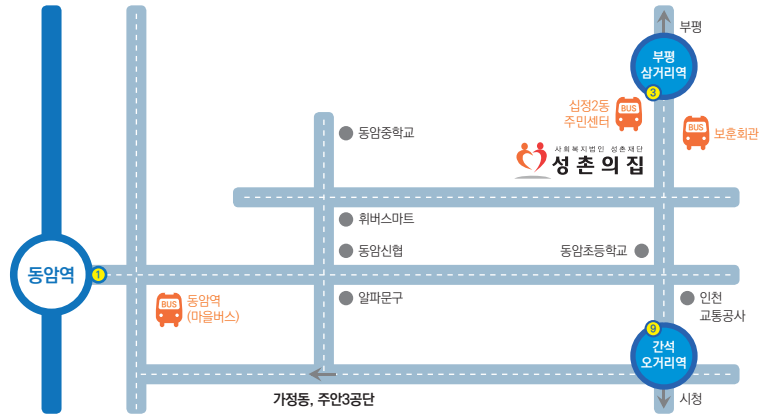 부평
부평
삼거리역
3
십정2동
주민센터
BUS
BUS
보훈회관
동암중학교
사회복지법인 성촌재단
성촌의집
휘버스마트
동암신협
동암초등학교
동암역
1
BUS
동암역
(마을버스)
알파문구
인천
교통공사
9
간석
오거리역
가정동, 주안3공단
시청